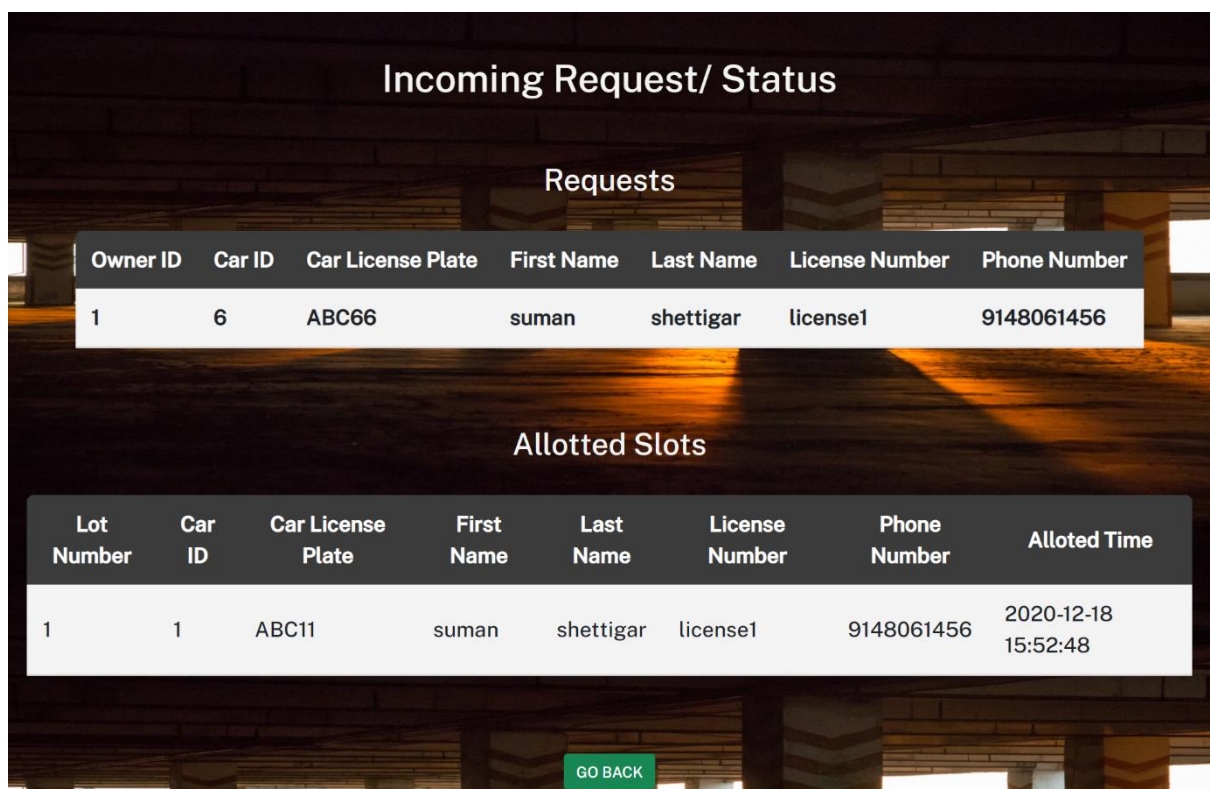 Incoming Request/ Status
Requests
Owner ID Car ID Car License Plate First Name Last Name License Number Phone Number
1 6 ABC66 suman shettigar license1 9148061456
Allotted Slots
Lot Number Car ID Car License Plate First Name Last Name License Number Phone Number Alloted Time
1 1 ABC11 suman shettigar license1 9148061456 2020-12-18 15:52:48
GO BACK